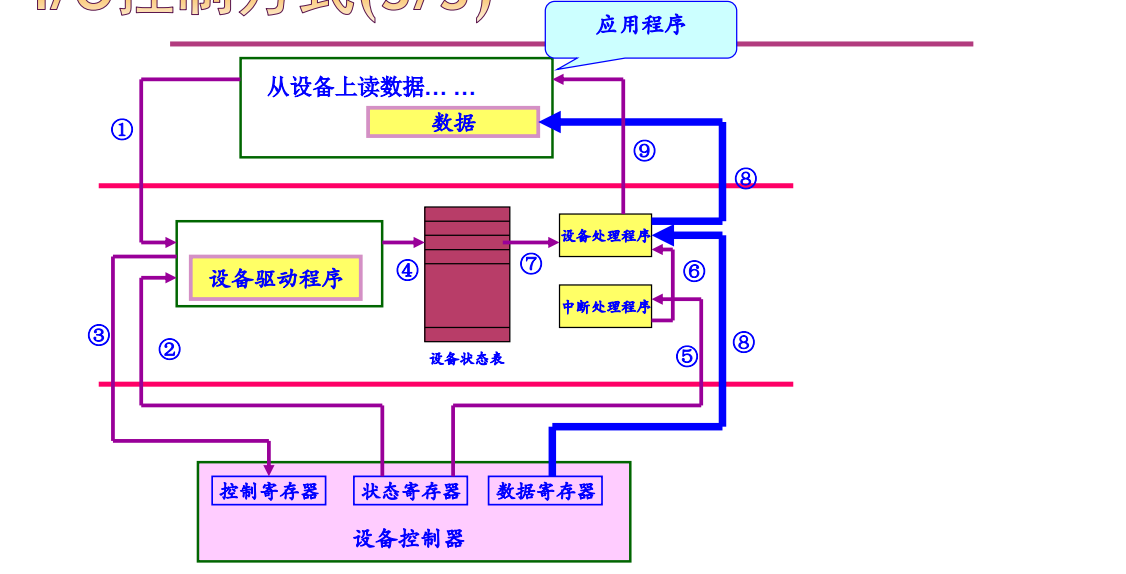 I/O控制方式(3/5)
应用程序
从设备上读数据... ...
数据
①
⑨
⑧
设备处理程序
设备驱动程序
④
⑦
⑥
中断处理程序
③
②
设备状态表
⑤
⑧
控制寄存器
状态寄存器
数据寄存器
设备控制器